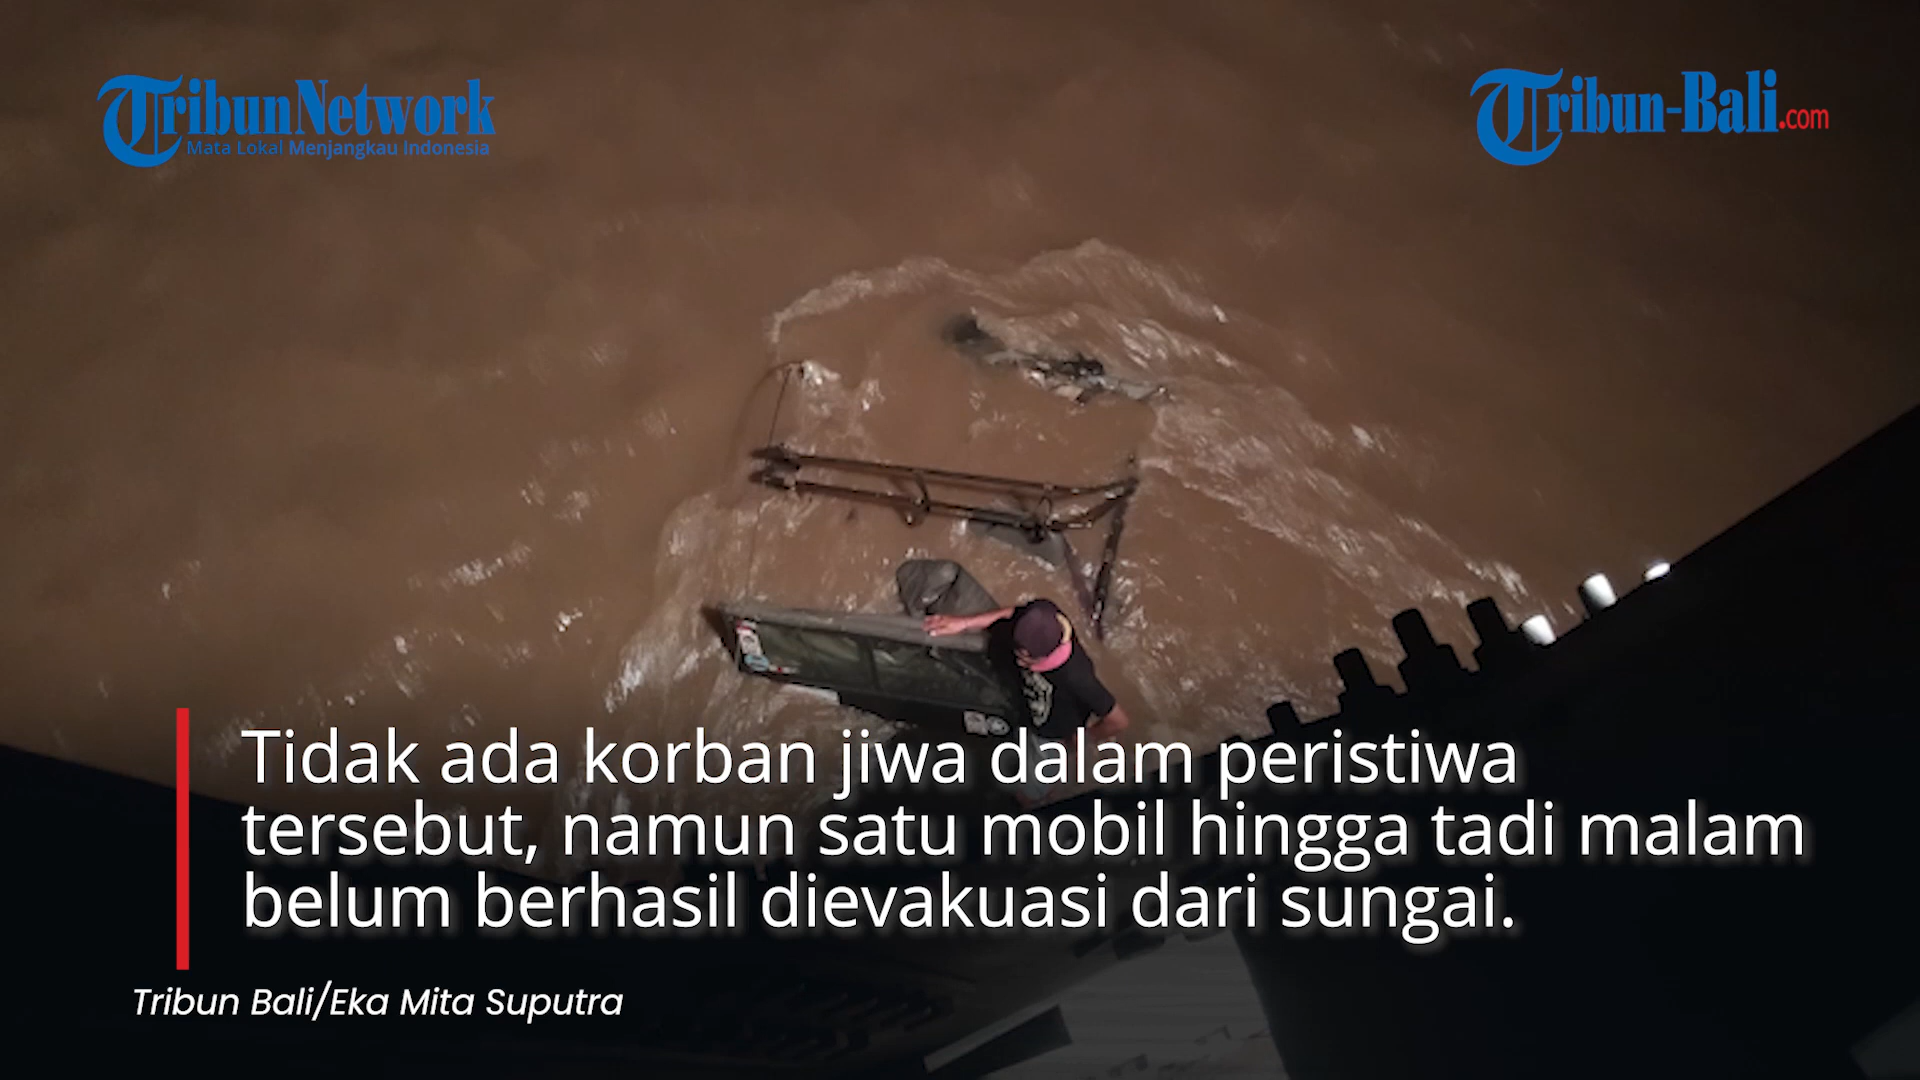 TribunNetwork
Mata Lokal Menjangkau Indonesia
Tribun-Bali.com
Tidak ada korban jiwa dalam peristiwa
tersebut, namun satu mobil hingga tadi malam
belum berhasil dievakuasi dari sungai.
Tribun Bali/Eka Mita Suputra